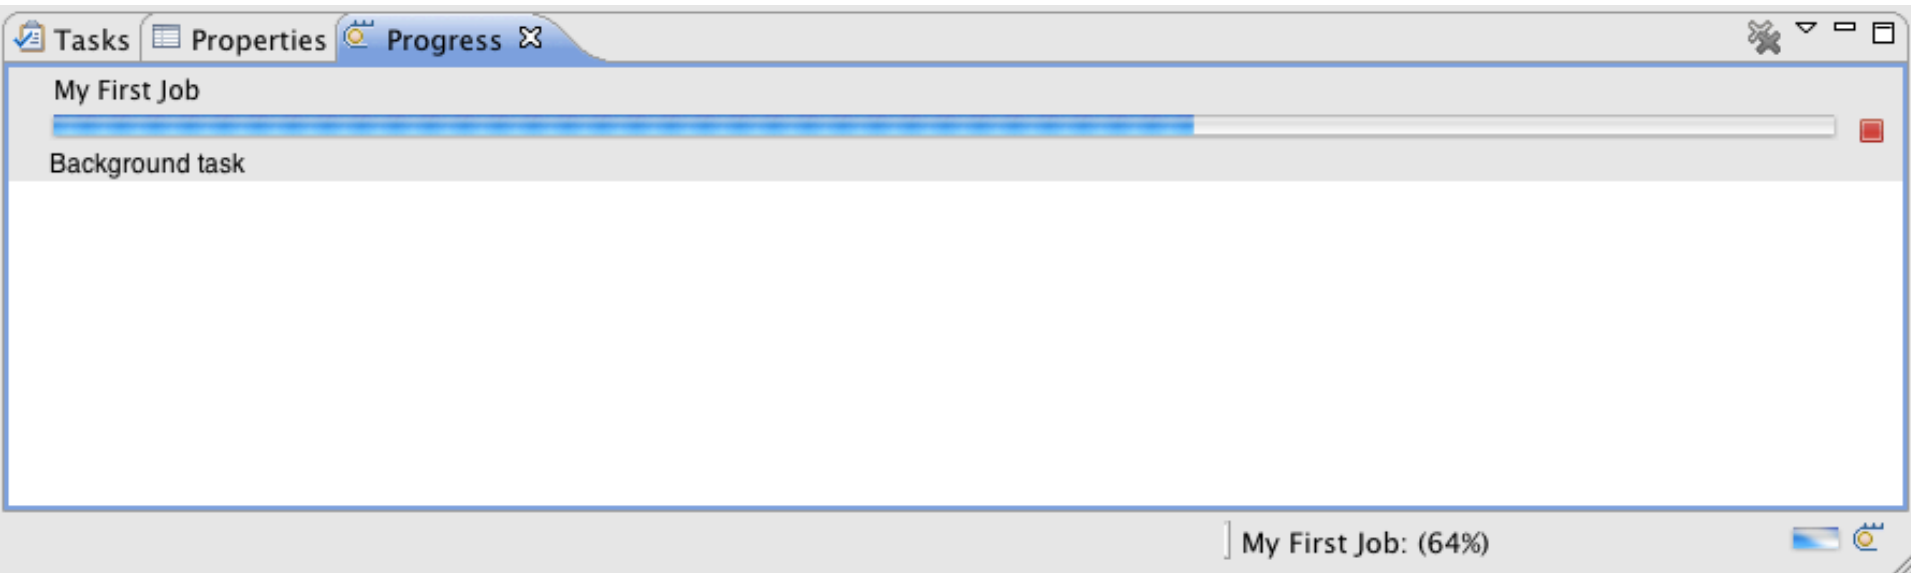 Tasks Properties Progress
My First Job
Background task
My First Job: (64%)